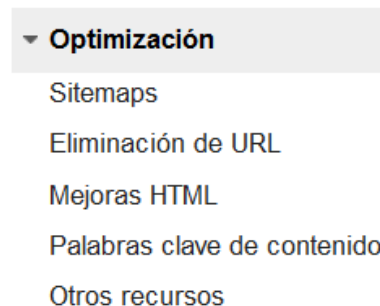 Optimización
Sitemaps
Eliminación de URL
Mejoras HTML
Palabras clave de contenido
Otros recursos